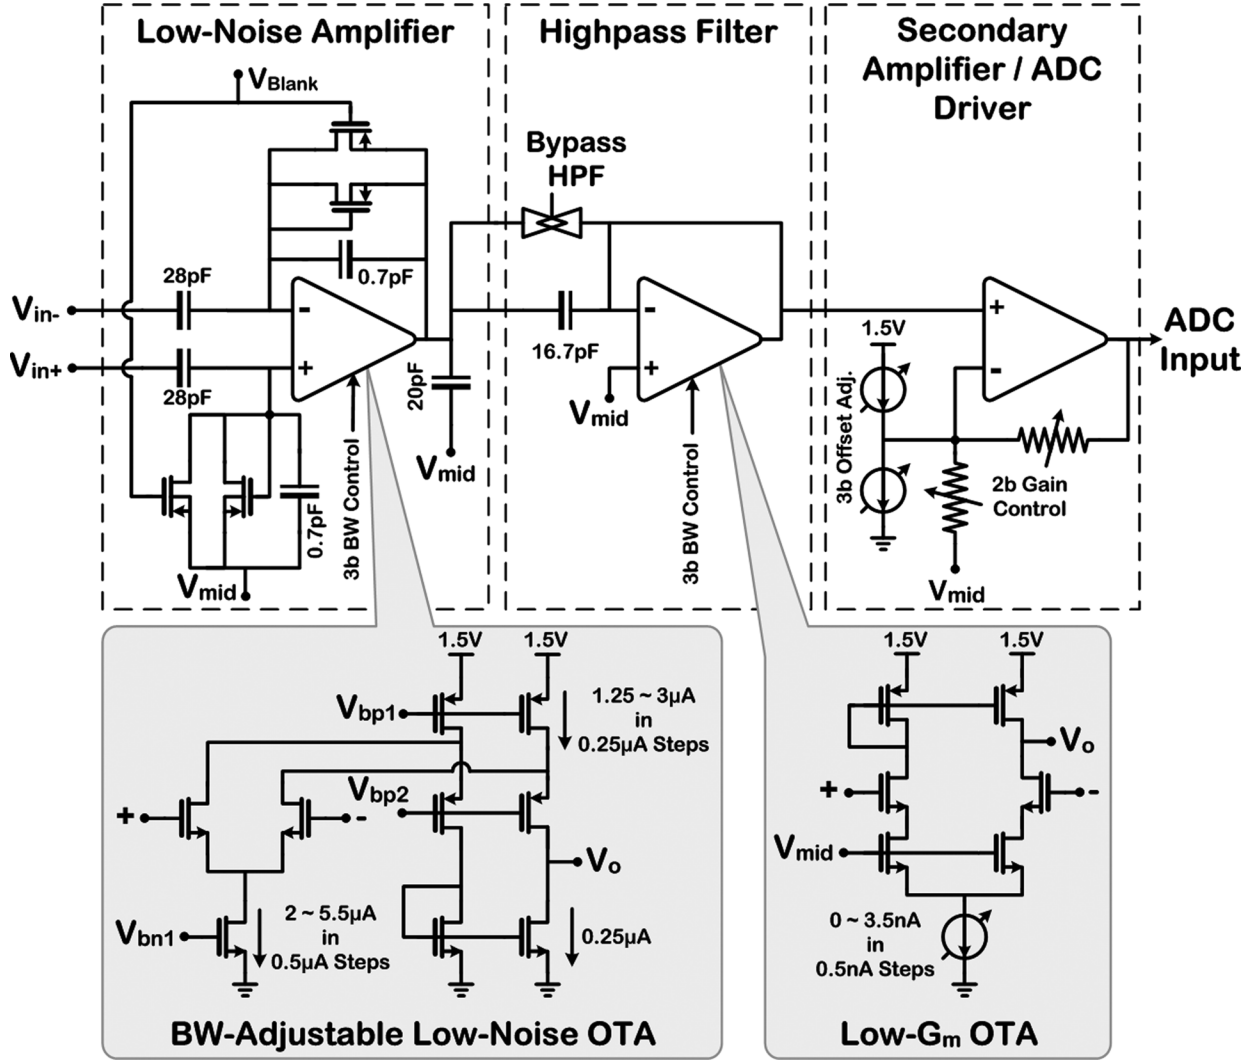 Low-Noise Amplifier
Highpass Filter
Secondary
Amplifier / ADC
Driver
VBlank
Bypass
HPF
28pF
0.7pF
Vin-
-
-
+
1.5V
ADC
Input
16.7pF
Vin+
+
+
-
28pF
20pF
Vmid
3b Offset Adj.
Vmid
2b Gain
Control
0.7pF
3b BW Control
3b BW Control
Vmid
Vmid
1.5V
1.5V
1.5V
1.5V
Vbp1
1.25 ~ 3µA
in
0.25µA Steps
Vo
Vbp2
+
-
+
-
Vo
Vmid
Vbn1
2 ~ 5.5µA
in
0.5µA Steps
0.25µA
0 ~ 3.5nA
in
0.5nA Steps
BW-Adjustable Low-Noise OTA
Low-Gm OTA